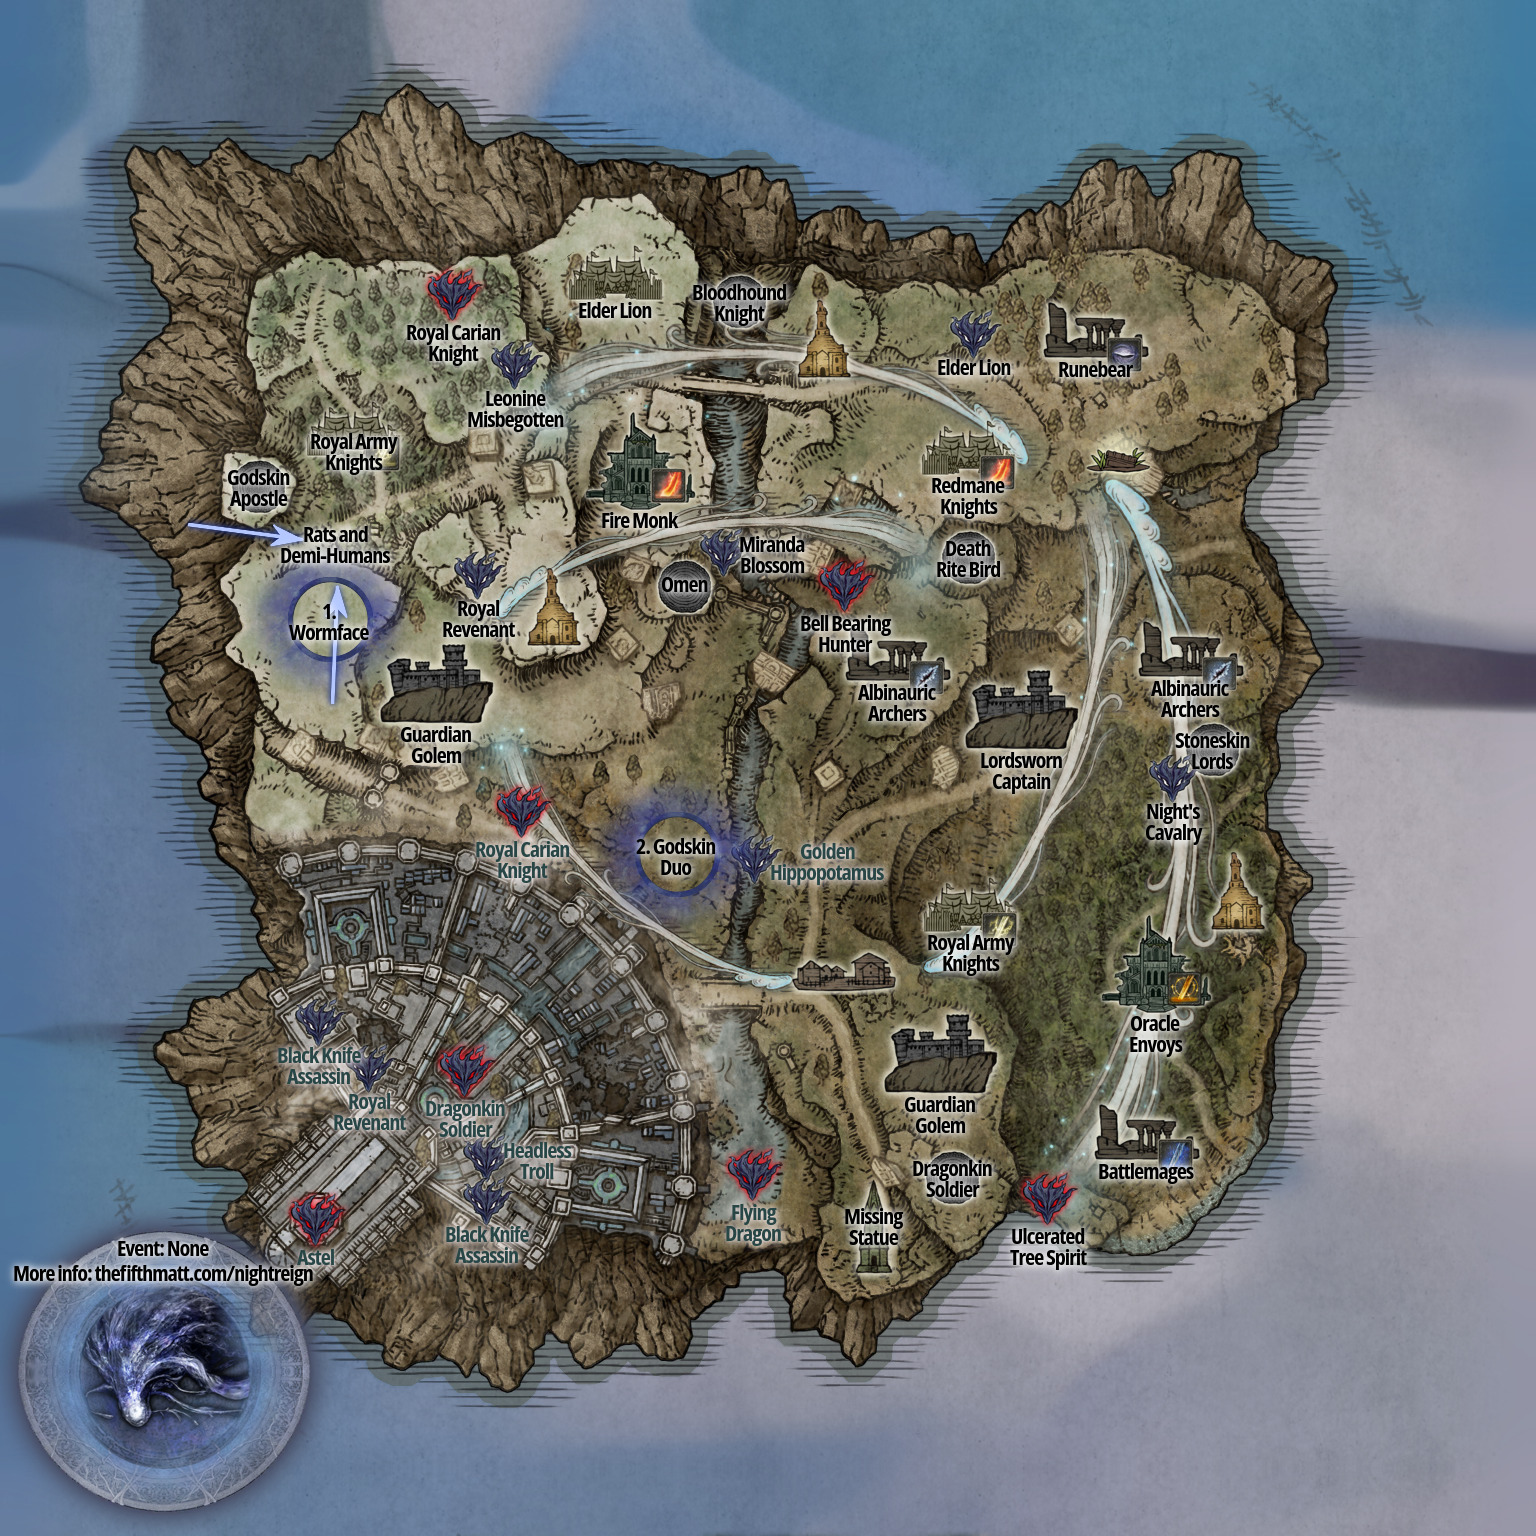 Elder Lion
Bloodhound
Knight
Royal Carian
Knight
Elder Lion
Runebear
Leonine
Misbegotten
Royal Army
Knights
Godskin
Apostle
Redmane
Knights
Fire Monk
Rats and
Demi-Humans
Miranda
Blossom
Death
Rite Bird
Omen
1.
Wormface
Royal
Revenant
Bell Bearing
Hunter
Albinauric
Archers
Albinauric
Archers
Guardian
Golem
Lordsworn
Captain
Stoneskin
Lords
Night's
Cavalry
Royal Carian
Knight
2. Godskin
Duo
Golden
Hippopotamus
Royal Army
Knights
Oracle
Envoys
Black Knife
Assassin
Royal
Revenant
Dragonkin
Soldier
Guardian
Golem
Headless
Troll
Dragonkin
Soldier
Battlemages
Flying
Dragon
Missing
Statue
Black Knife
Assassin
Ulcerated
Tree Spirit
Astel
Event: None
More info: thefifthmatt.com/nightreign